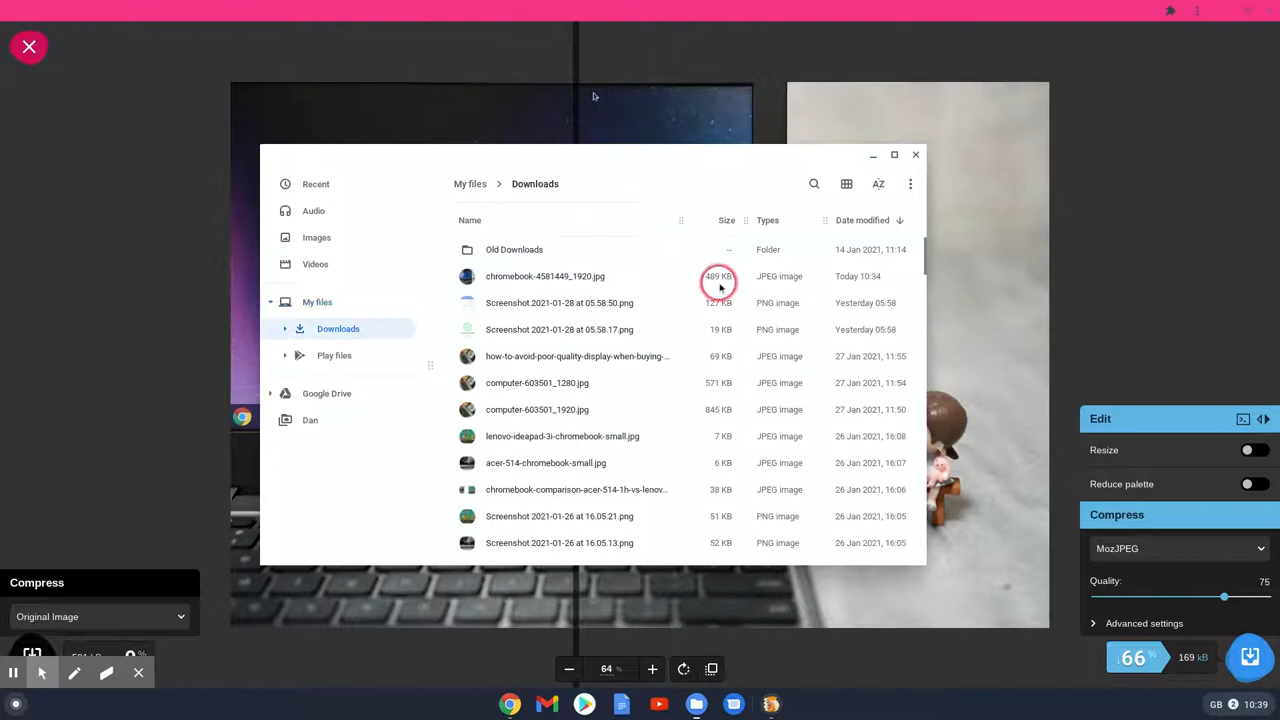 Recent
Audio
Images
Videos
My files
Downloads
Play files
Google Drive
Dan
My files > Downloads
AZ
Name Size Types Date modified
Old Downloads -- Folder 14 Jan 2021, 11:14
chromebook-4581449_1920.jpg 489 KB JPEG image Today 10:34
Screenshot 2021-01-28 at 05.58.50.png 127 KB PNG image Yesterday 05:58
Screenshot 2021-01-28 at 05.58.17.png 19 KB PNG image Yesterday 05:58
how-to-avoid-poor-quality-display-when-buying-... 69 KB JPEG image 27 Jan 2021, 11:55
computer-603501_1280.jpg 571 KB JPEG image 27 Jan 2021, 11:54
computer-603501_1920.jpg 845 KB JPEG image 27 Jan 2021, 11:50
lenovo-ideapad-3i-chromebook-small.jpg 7 KB JPEG image 26 Jan 2021, 16:08
acer-514-chromebook-small.jpg 6 KB JPEG image 26 Jan 2021, 16:07
chromebook-comparison-acer-514-1h-vs-lenov... 38 KB JPEG image 26 Jan 2021, 16:06
Screenshot 2021-01-26 at 16.05.21.png 51 KB PNG image 26 Jan 2021, 16:05
Screenshot 2021-01-26 at 16.05.13.png 52 KB PNG image 26 Jan 2021, 16:05
Edit
Resize
Reduce palette
Compress
MozJPEG
Quality: 75
Advanced settings
↓66 % 169 kB
Compress
Original Image
%
64 %
GB 2 10:39